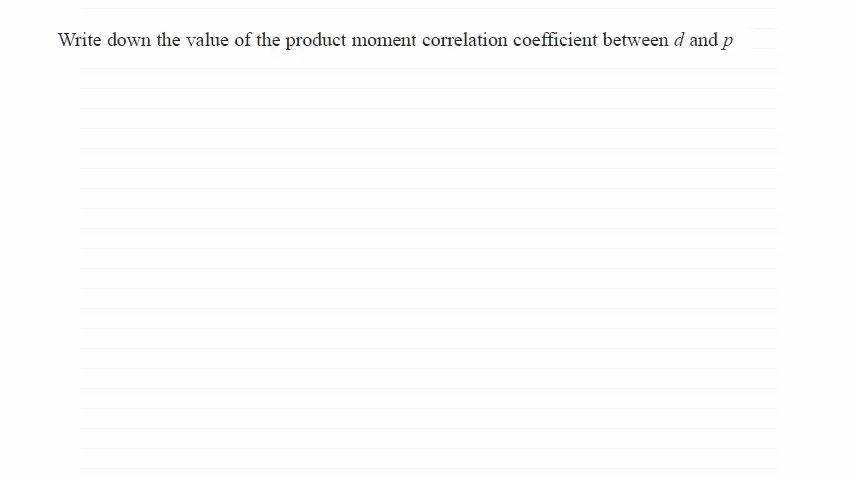 Write down the value of the product moment correlation coefficient between d and p